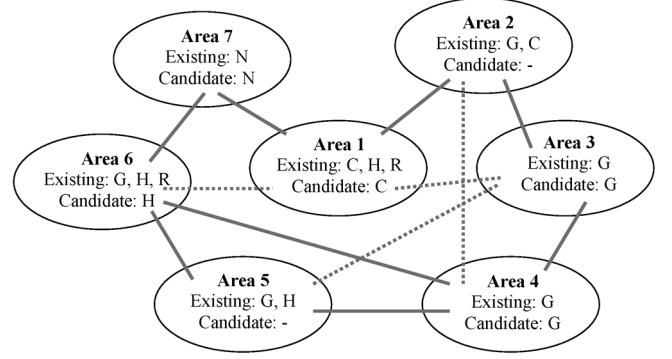 Area 7
Existing: N
Candidate: N
Area 2
Existing: G, C
Candidate: -
Area 6
Existing: G, H, R
Candidate: H
Area 1
Existing: C, H, R
Candidate: C
Area 3
Existing: G
Candidate: G
Area 5
Existing: G, H
Candidate: -
Area 4
Existing: G
Candidate: G